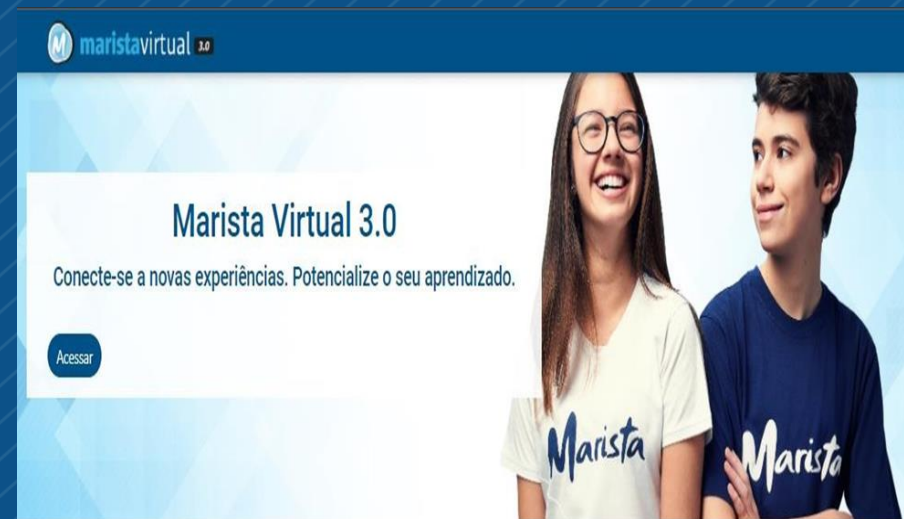 M maristavirtual 3.0
Marista Virtual 3.0
Conecte-se a novas experiências. Potencialize o seu aprendizado.
Acessar
Marista
Marista